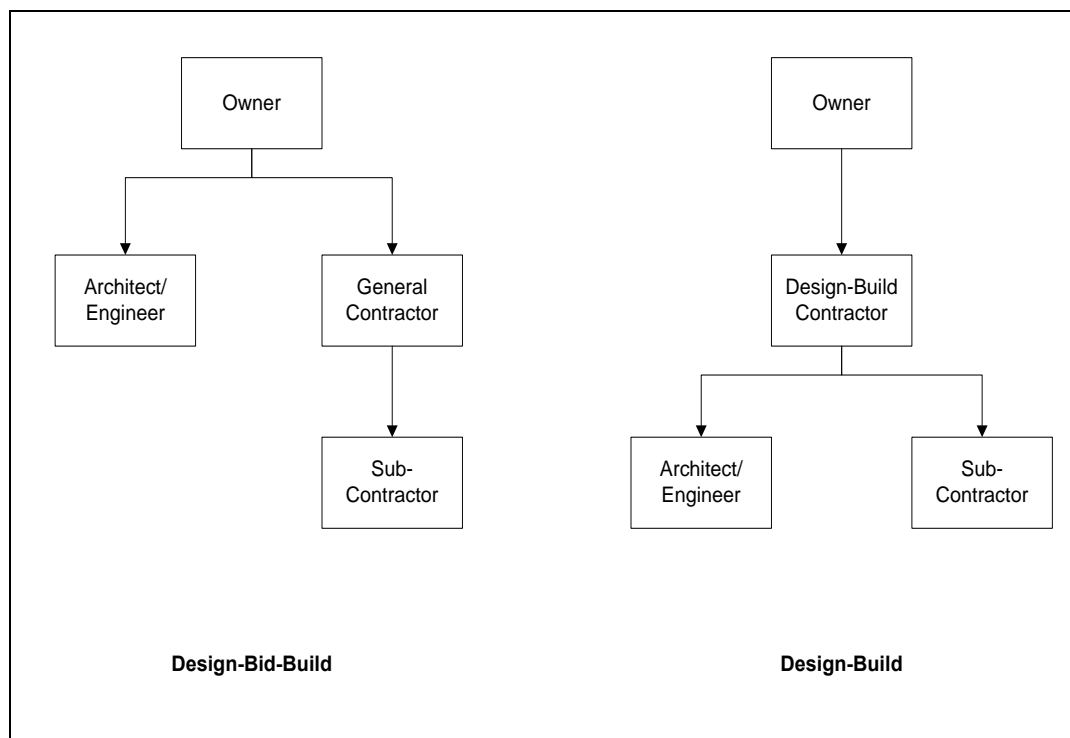 Owner
Architect/
Engineer
General
Contractor
Sub-
Contractor
Design-Bid-Build
Owner
Design-Build
Contractor
Architect/
Engineer
Sub-
Contractor
Design-Build